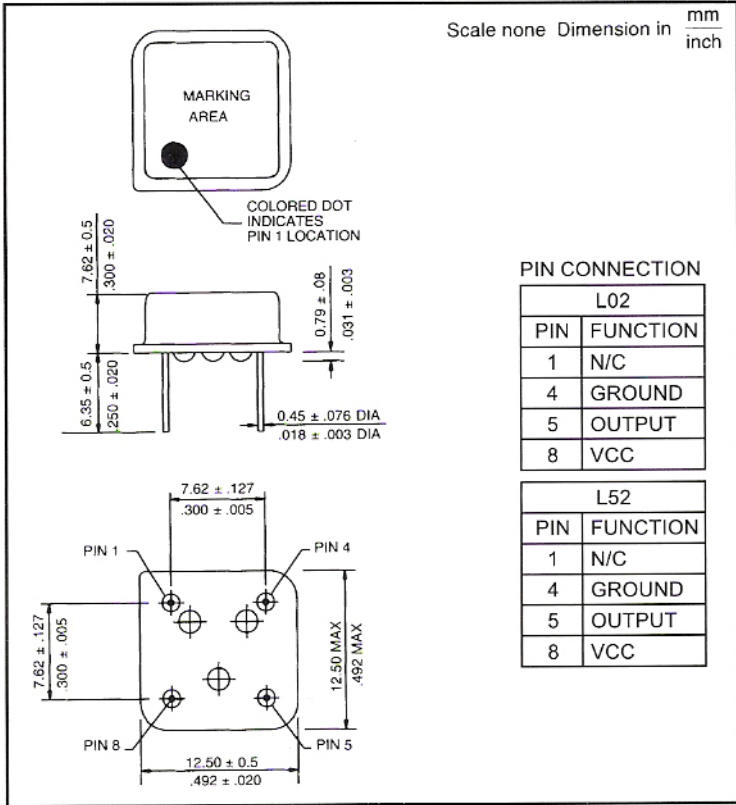 Scale none Dimension in mm
inch
MARKING
AREA
COLORED DOT
INDICATES
PIN 1 LOCATION
7.62 ± 0.5
.300 ± .020
6.35 ± 0.5
.250 ± .020
0.79 ± .08
.031 ± .003
0.45 ± .076 DIA
.018 ± .003 DIA
7.62 ± .127
.300 ± .005
PIN 1
PIN 4
7.62 ± .127
.300 ± .005
12.50 MAX
.492 MAX
PIN 8
PIN 5
12.50 ± 0.5
.492 ± .020
PIN CONNECTION
L02
PIN FUNCTION
1 N/C
4 GROUND
5 OUTPUT
8 VCC
L52
PIN FUNCTION
1 N/C
4 GROUND
5 OUTPUT
8 VCC